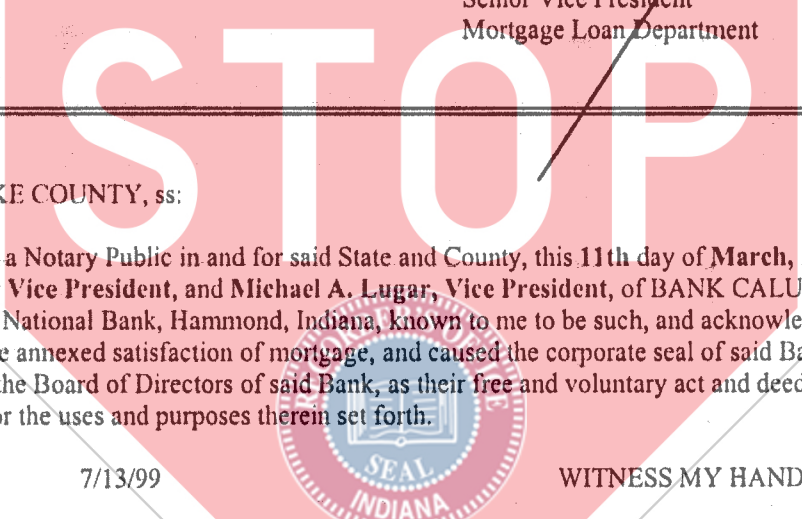 Senior Vice President
Mortgage Loan Department
STOP
KE COUNTY, ss:
a Notary Public in and for said State and County, this 11th day of March,
Vice President, and Michael A. Lugar, Vice President, of BANK CALU
National Bank, Hammond, Indiana, known to me to be such, and acknowle
e annexed satisfaction of mortgage, and caused the corporate seal of said Ba
the Board of Directors of said Bank, as their free and voluntary act and deed
or the uses and purposes therein set forth.
RECORDER'S OFFICE
SEAL
INDIANA
7/13/99 WITNESS MY HAND